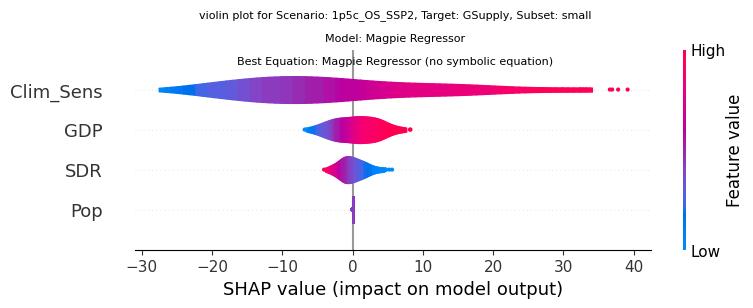 violin plot for Scenario: 1p5c_OS_SSP2, Target: GSupply, Subset: small
Model: Magpie Regressor
Best Equation: Magpie Regressor (no symbolic equation)
High
Clim_Sens
GDP
SDR
Pop
Feature value
Low
−30 −20 −10 0 10 20 30 40
SHAP value (impact on model output)